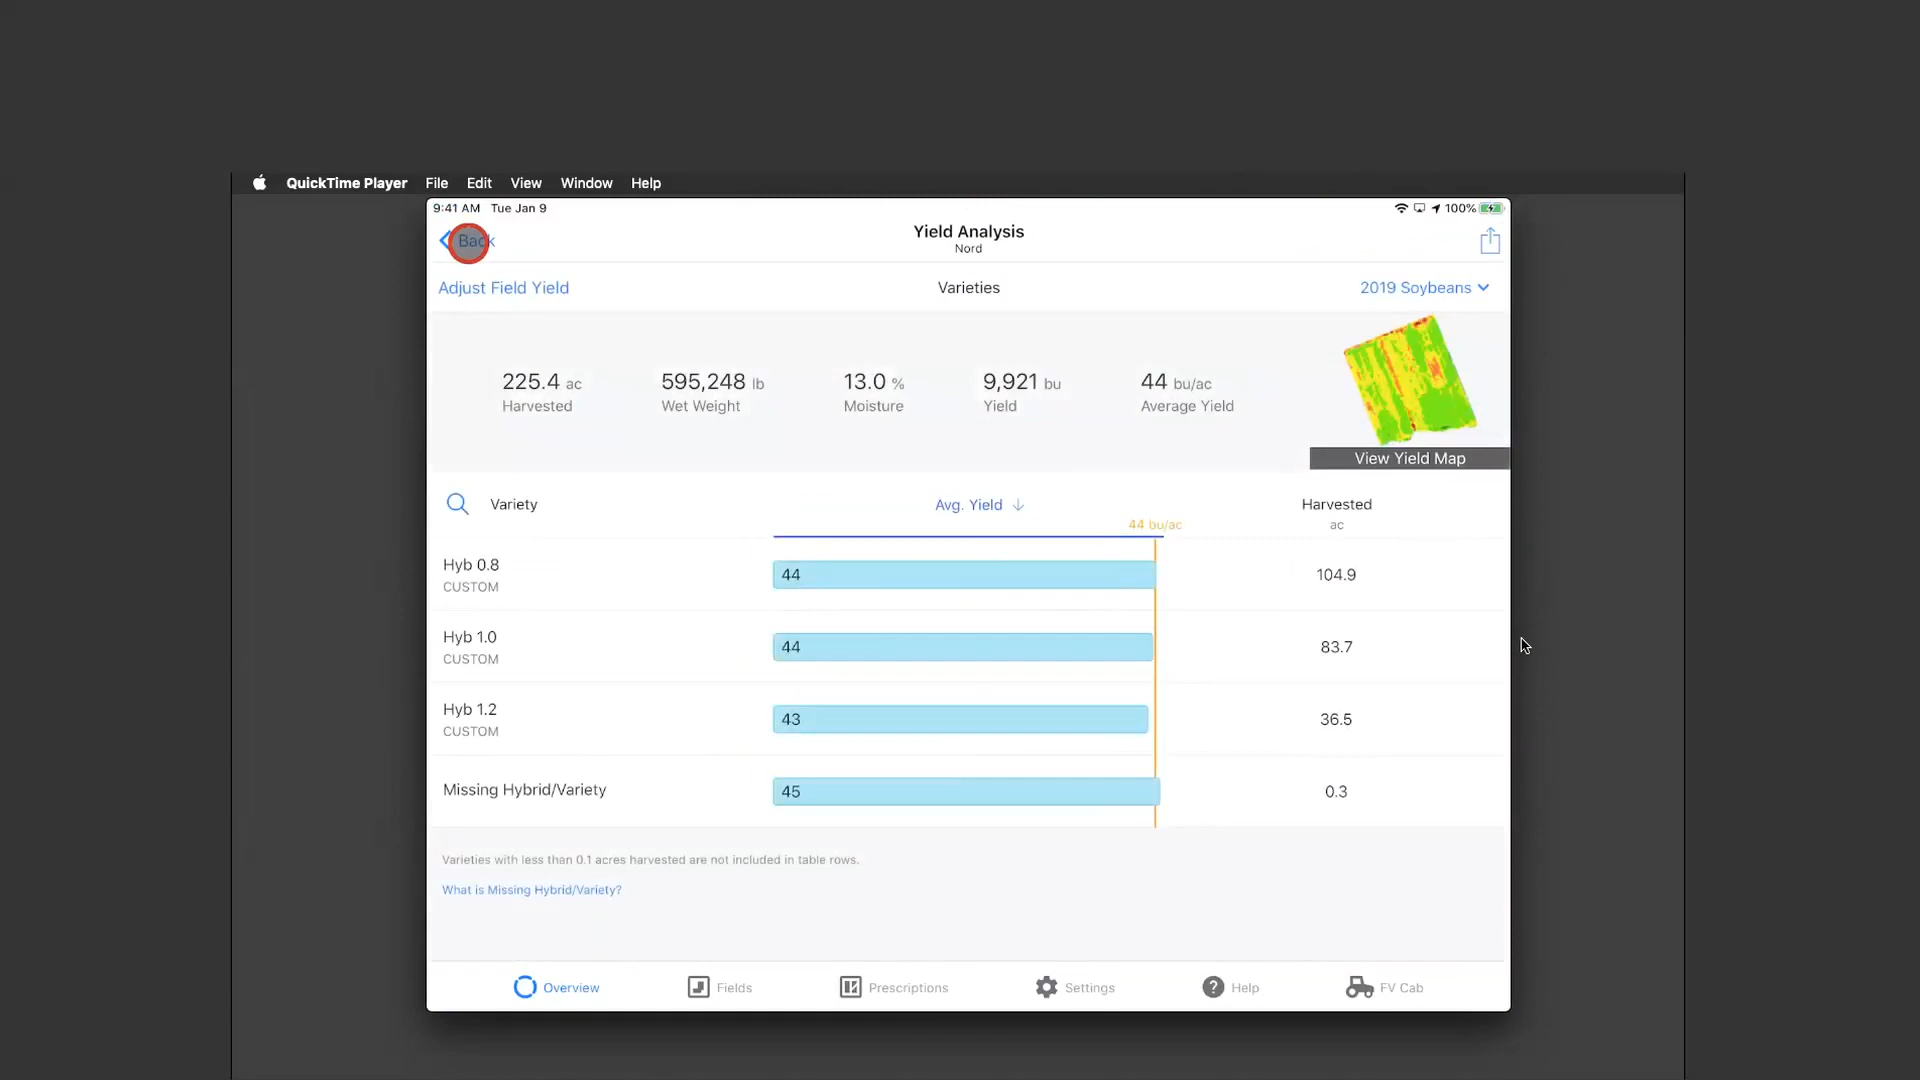 QuickTime Player File Edit View Window Help
9:41 AM Tue Jan 9 100%
Back Yield Analysis
Nord
Adjust Field Yield Varieties 2019 Soybeans
225.4 ac 595,248 lb 13.0 % 9,921 bu 44 bu/ac
Harvested Wet Weight Moisture Yield Average Yield
View Yield Map
Variety Avg. Yield ↓ Harvested
44 bu/ac ac
Hyb 0.8 44 104.9
CUSTOM
Hyb 1.0 44 83.7
CUSTOM
Hyb 1.2 43 36.5
CUSTOM
Missing Hybrid/Variety 45 0.3
Varieties with less than 0.1 acres harvested are not included in table rows.
What is Missing Hybrid/Variety?
Overview Fields Prescriptions Settings ? Help FV Cab